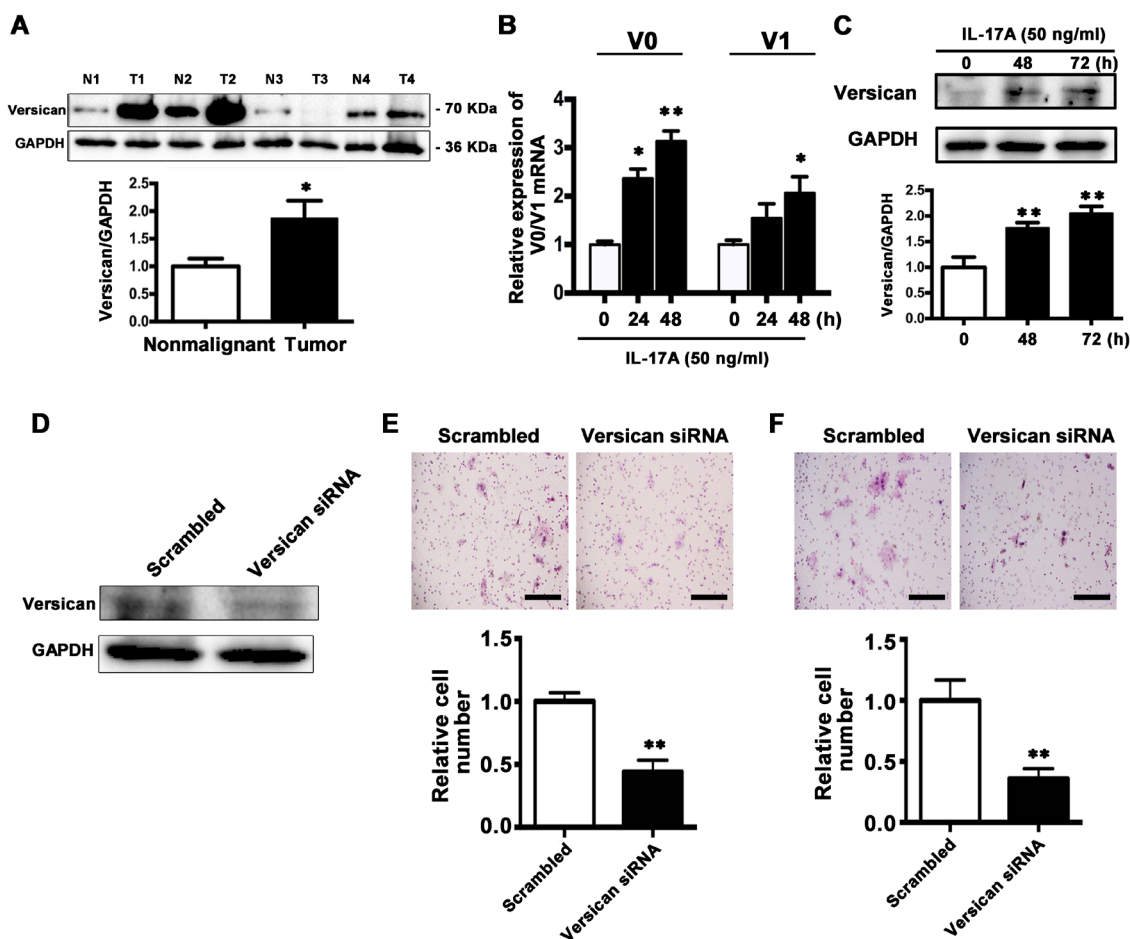 A
N1 T1 N2 T2 N3 T3 N4 T4
Versican
- 70 KDa
GAPDH
- 36 KDa
Versican/GAPDH
2.5
2.0
1.5
1.0
0.5
0.0
*
Nonmalignant Tumor
B
V0 V1
Relative expression of
V0/V1 mRNA
4
3
2
1
0
* ** *
0 24 48 0 24 48 (h)
IL-17A (50 ng/ml)
C
IL-17A (50 ng/ml)
0 48 72 (h)
Versican
GAPDH
Versican/GAPDH
2.5
2.0
1.5
1.0
0.5
0.0
** **
0 48 72 (h)
D
Scrambled
Versican siRNA
Versican
GAPDH
E
Scrambled Versican siRNA
Relative cell
number
1.5
1.0
0.5
0.0
**
Scrambled
Versican siRNA
F
Scrambled Versican siRNA
Relative cell
number
1.5
1.0
0.5
0.0
**
Scrambled
Versican siRNA